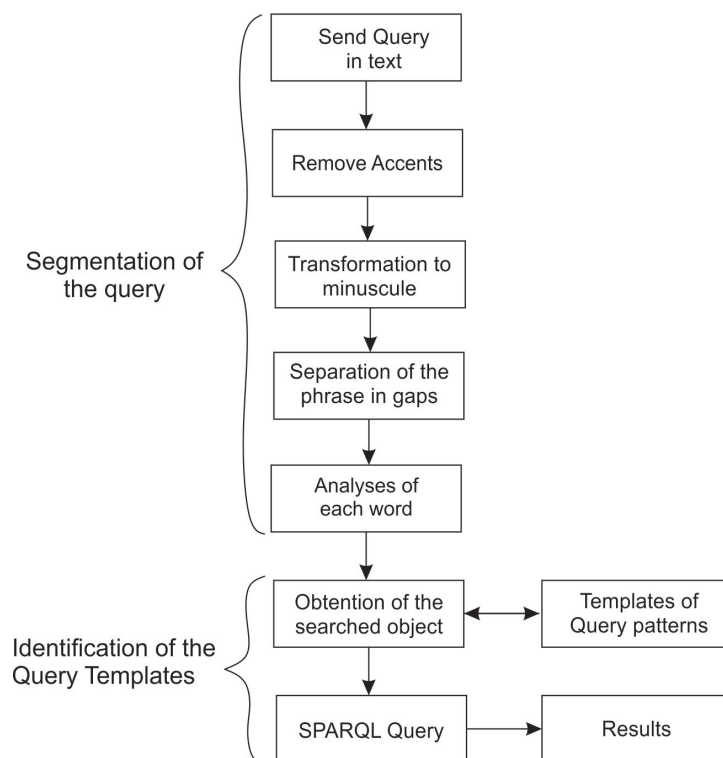 Send Query
in text
Remove Accents
Segmentation of
the query
Transformation to
minuscule
Separation of the
phrase in gaps
Analyses of
each word
Identification of the
Query Templates
Obtention of the
searched object
Templates of
Query patterns
SPARQL Query
Results